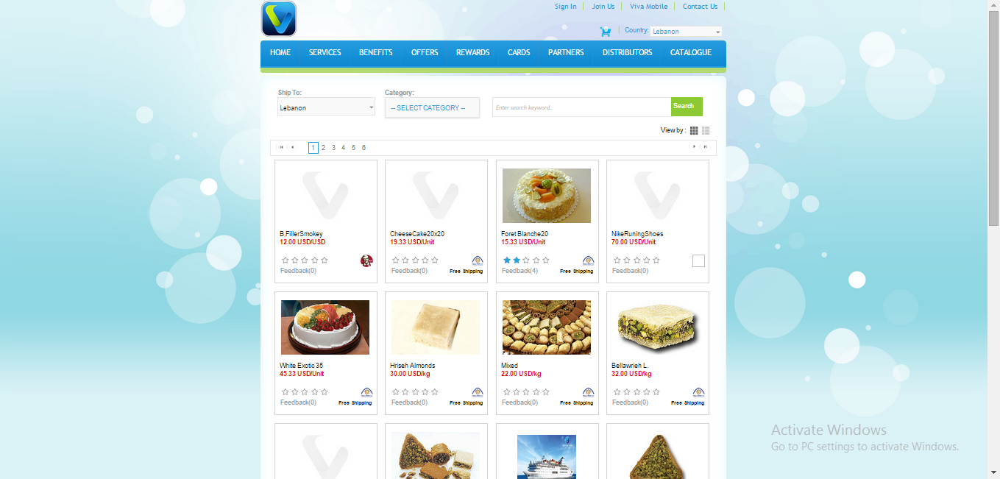 Sign In Join Us Viva Mobile Contact Us
0
Country: Lebanon
HOME SERVICES BENEFITS OFFERS REWARDS CARDS PARTNERS DISTRIBUTORS CATALOGUE
Ship To: Category:
Lebanon -- SELECT CATEGORY -- Enter search keyword.. Search
View by :
1 2 3 4 5 6
B.FillerSmokey CheeseCake20x20 Foret Blanche20 NikeRuningShoes
12.00 USD/USD 19.33 USD/Unit 15.33 USD/Unit 70.00 USD/Unit
Feedback(0) Feedback(0) Free Shipping Feedback(4) Free Shipping Feedback(0)
White Exotic 35 Hriseh Almonds Mixed Bellawrieh L.
45.33 USD/Unit 30.00 USD/kg 22.00 USD/kg 32.00 USD/kg
Feedback(0) Free Shipping Feedback(0) Free Shipping Feedback(0) Free Shipping Feedback(0) Free Shipping
Activate Windows
Go to PC settings to activate Windows.